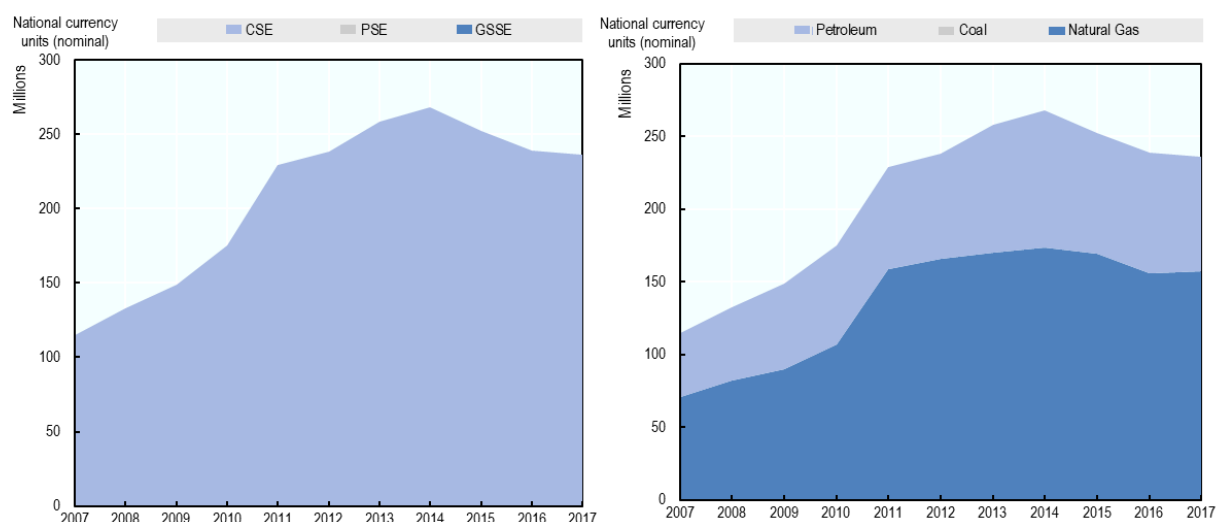 National currency
units (nominal)
CSE PSE GSSE
Millions
300
250
200
150
100
50
0
2007 2008 2009 2010 2011 2012 2013 2014 2015 2016 2017
National currency
units (nominal)
Petroleum Coal Natural Gas
Millions
300
250
200
150
100
50
0
2007 2008 2009 2010 2011 2012 2013 2014 2015 2016 2017